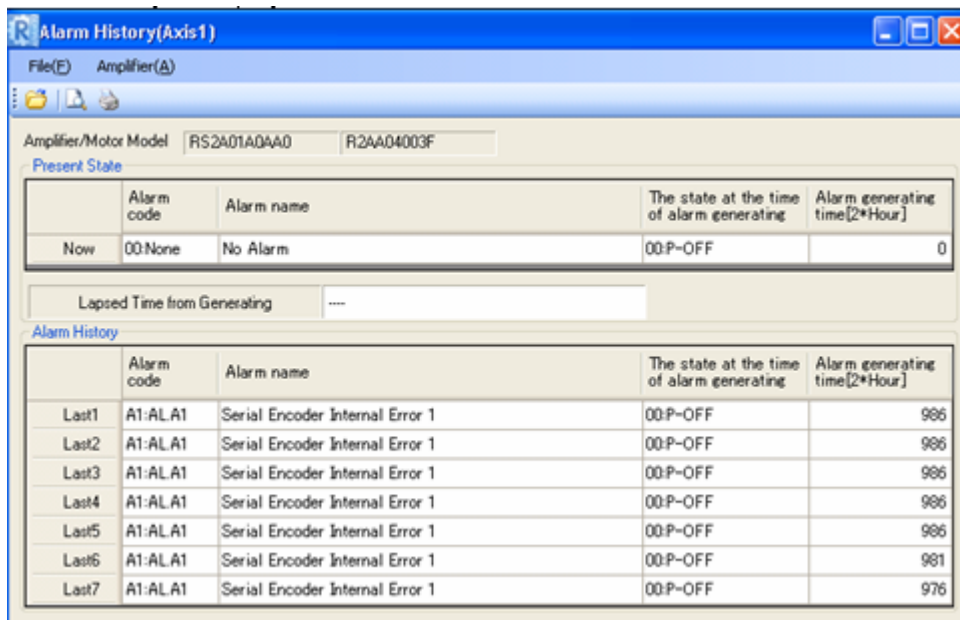 Alarm History(Axis1)
File(F) Amplifier(A)
Amplifier/Motor Model RS2A01A0AA0 R2AA04003F
Present State
Alarm code Alarm name The state at the time of alarm generating Alarm generating time[2*Hour]
Now 00:None No Alarm 00:P-OFF 0
Lapsed Time from Generating ----
Alarm History
Alarm code Alarm name The state at the time of alarm generating Alarm generating time[2*Hour]
Last1 A1:AL.A1 Serial Encoder Internal Error 1 00:P-OFF 986
Last2 A1:AL.A1 Serial Encoder Internal Error 1 00:P-OFF 986
Last3 A1:AL.A1 Serial Encoder Internal Error 1 00:P-OFF 986
Last4 A1:AL.A1 Serial Encoder Internal Error 1 00:P-OFF 986
Last5 A1:AL.A1 Serial Encoder Internal Error 1 00:P-OFF 986
Last6 A1:AL.A1 Serial Encoder Internal Error 1 00:P-OFF 981
Last7 A1:AL.A1 Serial Encoder Internal Error 1 00:P-OFF 976